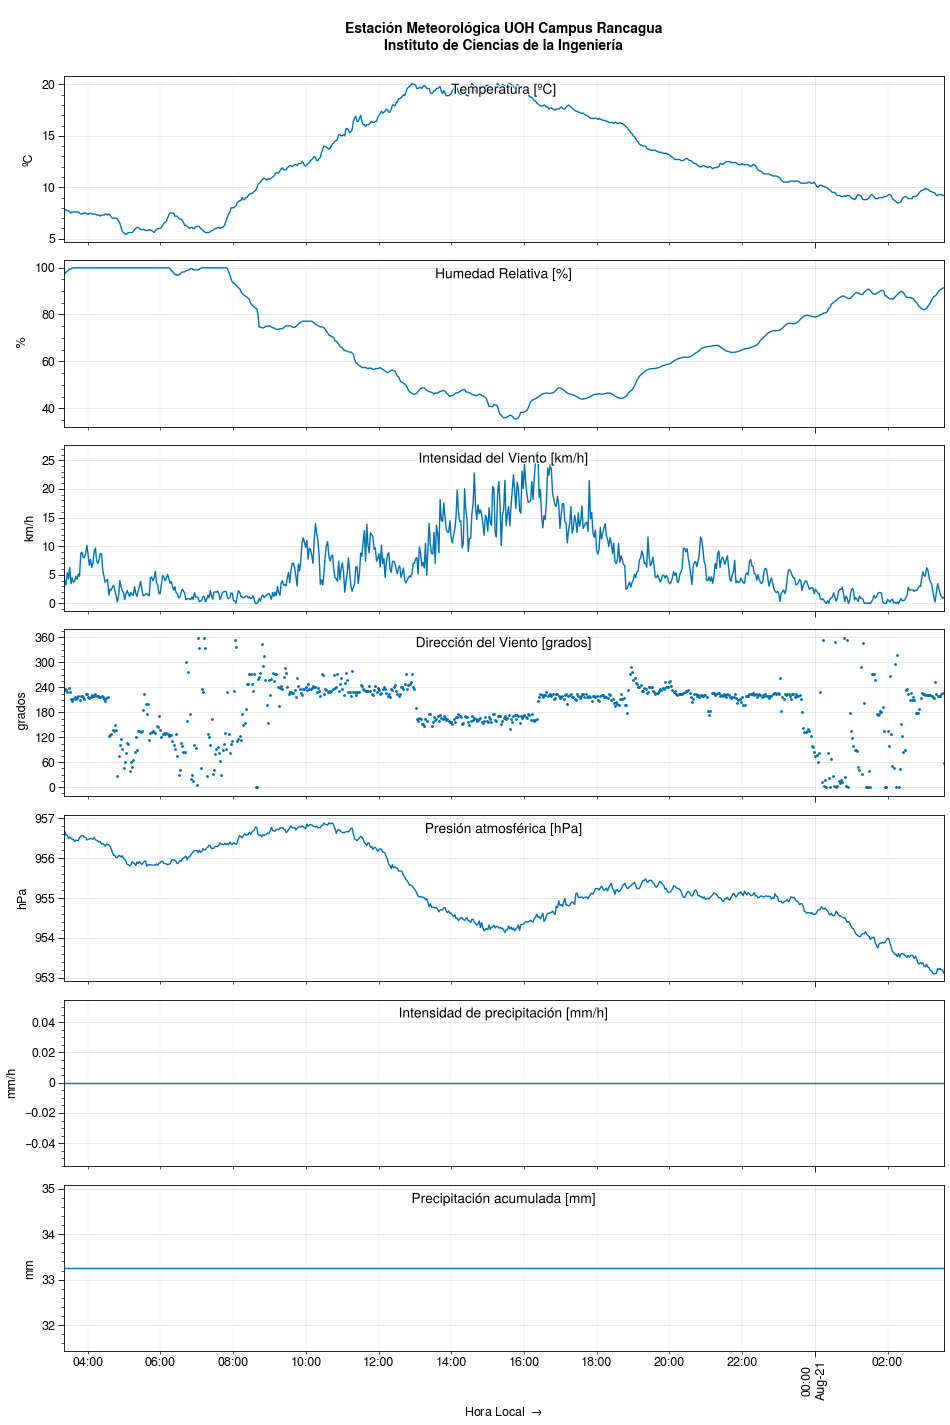 Estación Meteorológica UOH Campus Rancagua
Instituto de Ciencias de la Ingeniería
Temperatura [ºC]
ºC
20
15
10
5
Humedad Relativa [%]
%
100
80
60
40
Intensidad del Viento [km/h]
km/h
25
20
15
10
5
0
Dirección del Viento [grados]
grados
360
300
240
180
120
60
0
Presión atmosférica [hPa]
hPa
957
956
955
954
953
Intensidad de precipitación [mm/h]
mm/h
0.04
0.02
0
−0.02
−0.04
Precipitación acumulada [mm]
mm
35
34
33
32
04:00 06:00 08:00 10:00 12:00 14:00 16:00 18:00 20:00 22:00 00:00 02:00
Aug-21
Hora Local →